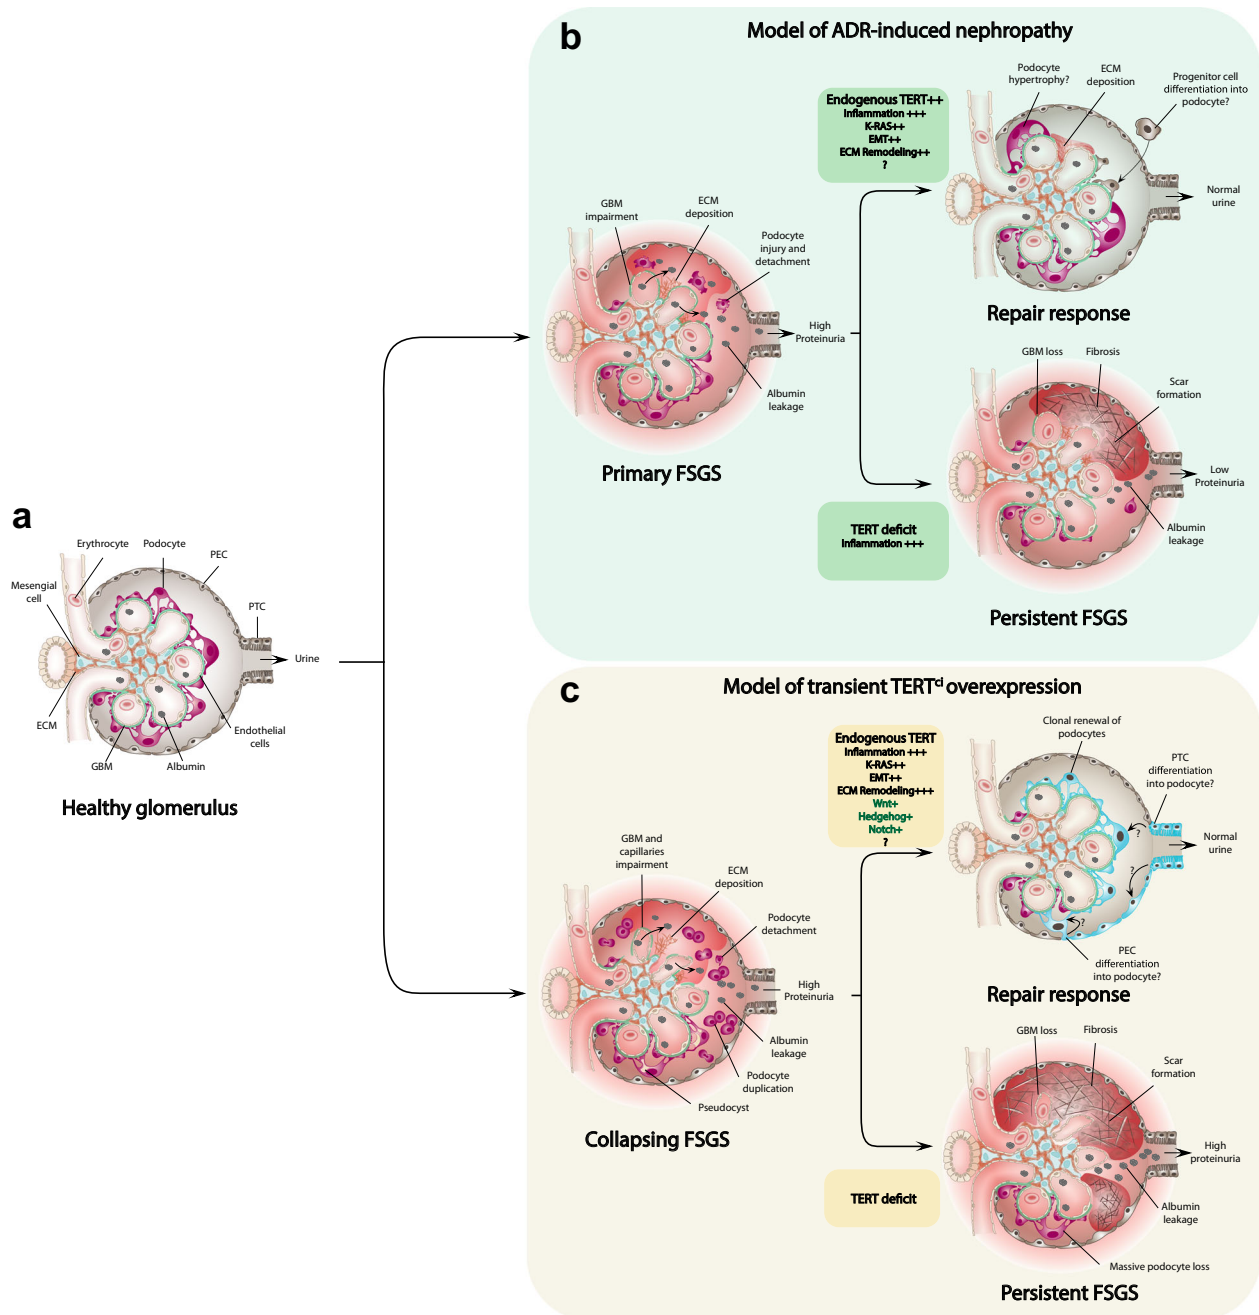 a
Erythrocyte
Podocyte
PEC
Mesengial
cell
PTC
Urine
ECM
GBM
Albumin
Endothelial
cells
Healthy glomerulus
b
Model of ADR-induced nephropathy
GBM
impairment
ECM
deposition
Podocyte
injury and
detachment
High
Proteinuria
Albumin
leakage
Primary FSGS
Endogenous TERT++
Inflammation +++
K-RAS++
EMT++
ECM Remodeling++
?
Podocyte
hypertrophy?
ECM
deposition
Progenitor cell
differentiation into
podocyte?
Normal
urine
Repair response
TERT deficit
Inflammation +++
GBM loss
Fibrosis
Scar
formation
Low
Proteinuria
Albumin
leakage
Persistent FSGS
c
Model of transient TERTci overexpression
GBM and
capillaries
impairment
ECM
deposition
Podocyte
detachment
High
Proteinuria
Albumin
leakage
Podocyte
duplication
Pseudocyst
Collapsing FSGS
Endogenous TERT
Inflammation +++
K-RAS++
EMT++
ECM Remodeling+++
Wnt+
Hedgehog+
Notch+
?
Clonal renewal of
podocytes
PTC
differentiation
into podocyte?
?
?
?
Normal
urine
PEC
differentiation
into podocyte?
Repair response
TERT deficit
GBM loss
Fibrosis
Scar
formation
High
proteinuria
Albumin
leakage
Massive podocyte loss
Persistent FSGS